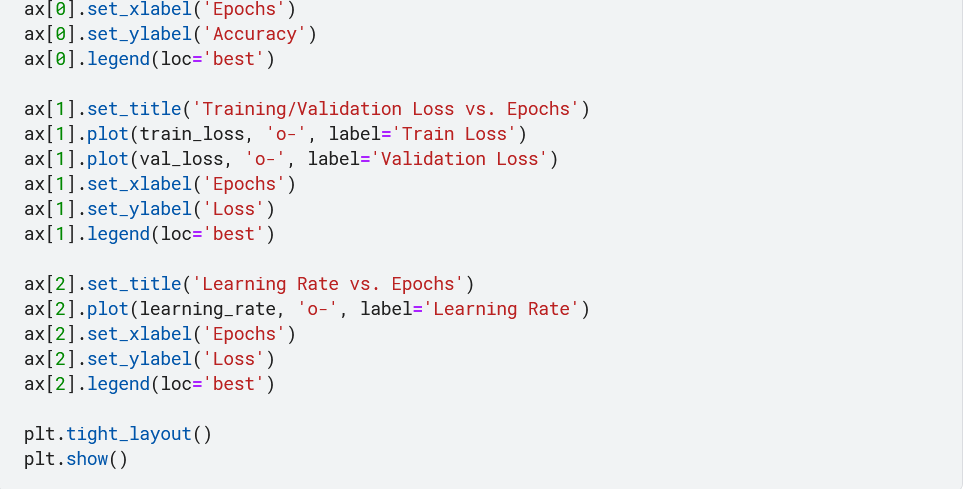 ax[0].set_xlabel('Epochs')
ax[0].set_ylabel('Accuracy')
ax[0].legend(loc='best')
ax[1].set_title('Training/Validation Loss vs. Epochs')
ax[1].plot(train_loss, 'o-', label='Train Loss')
ax[1].plot(val_loss, 'o-', label='Validation Loss')
ax[1].set_xlabel('Epochs')
ax[1].set_ylabel('Loss')
ax[1].legend(loc='best')
ax[2].set_title('Learning Rate vs. Epochs')
ax[2].plot(learning_rate, 'o-', label='Learning Rate')
ax[2].set_xlabel('Epochs')
ax[2].set_ylabel('Loss')
ax[2].legend(loc='best')
plt.tight_layout()
plt.show()